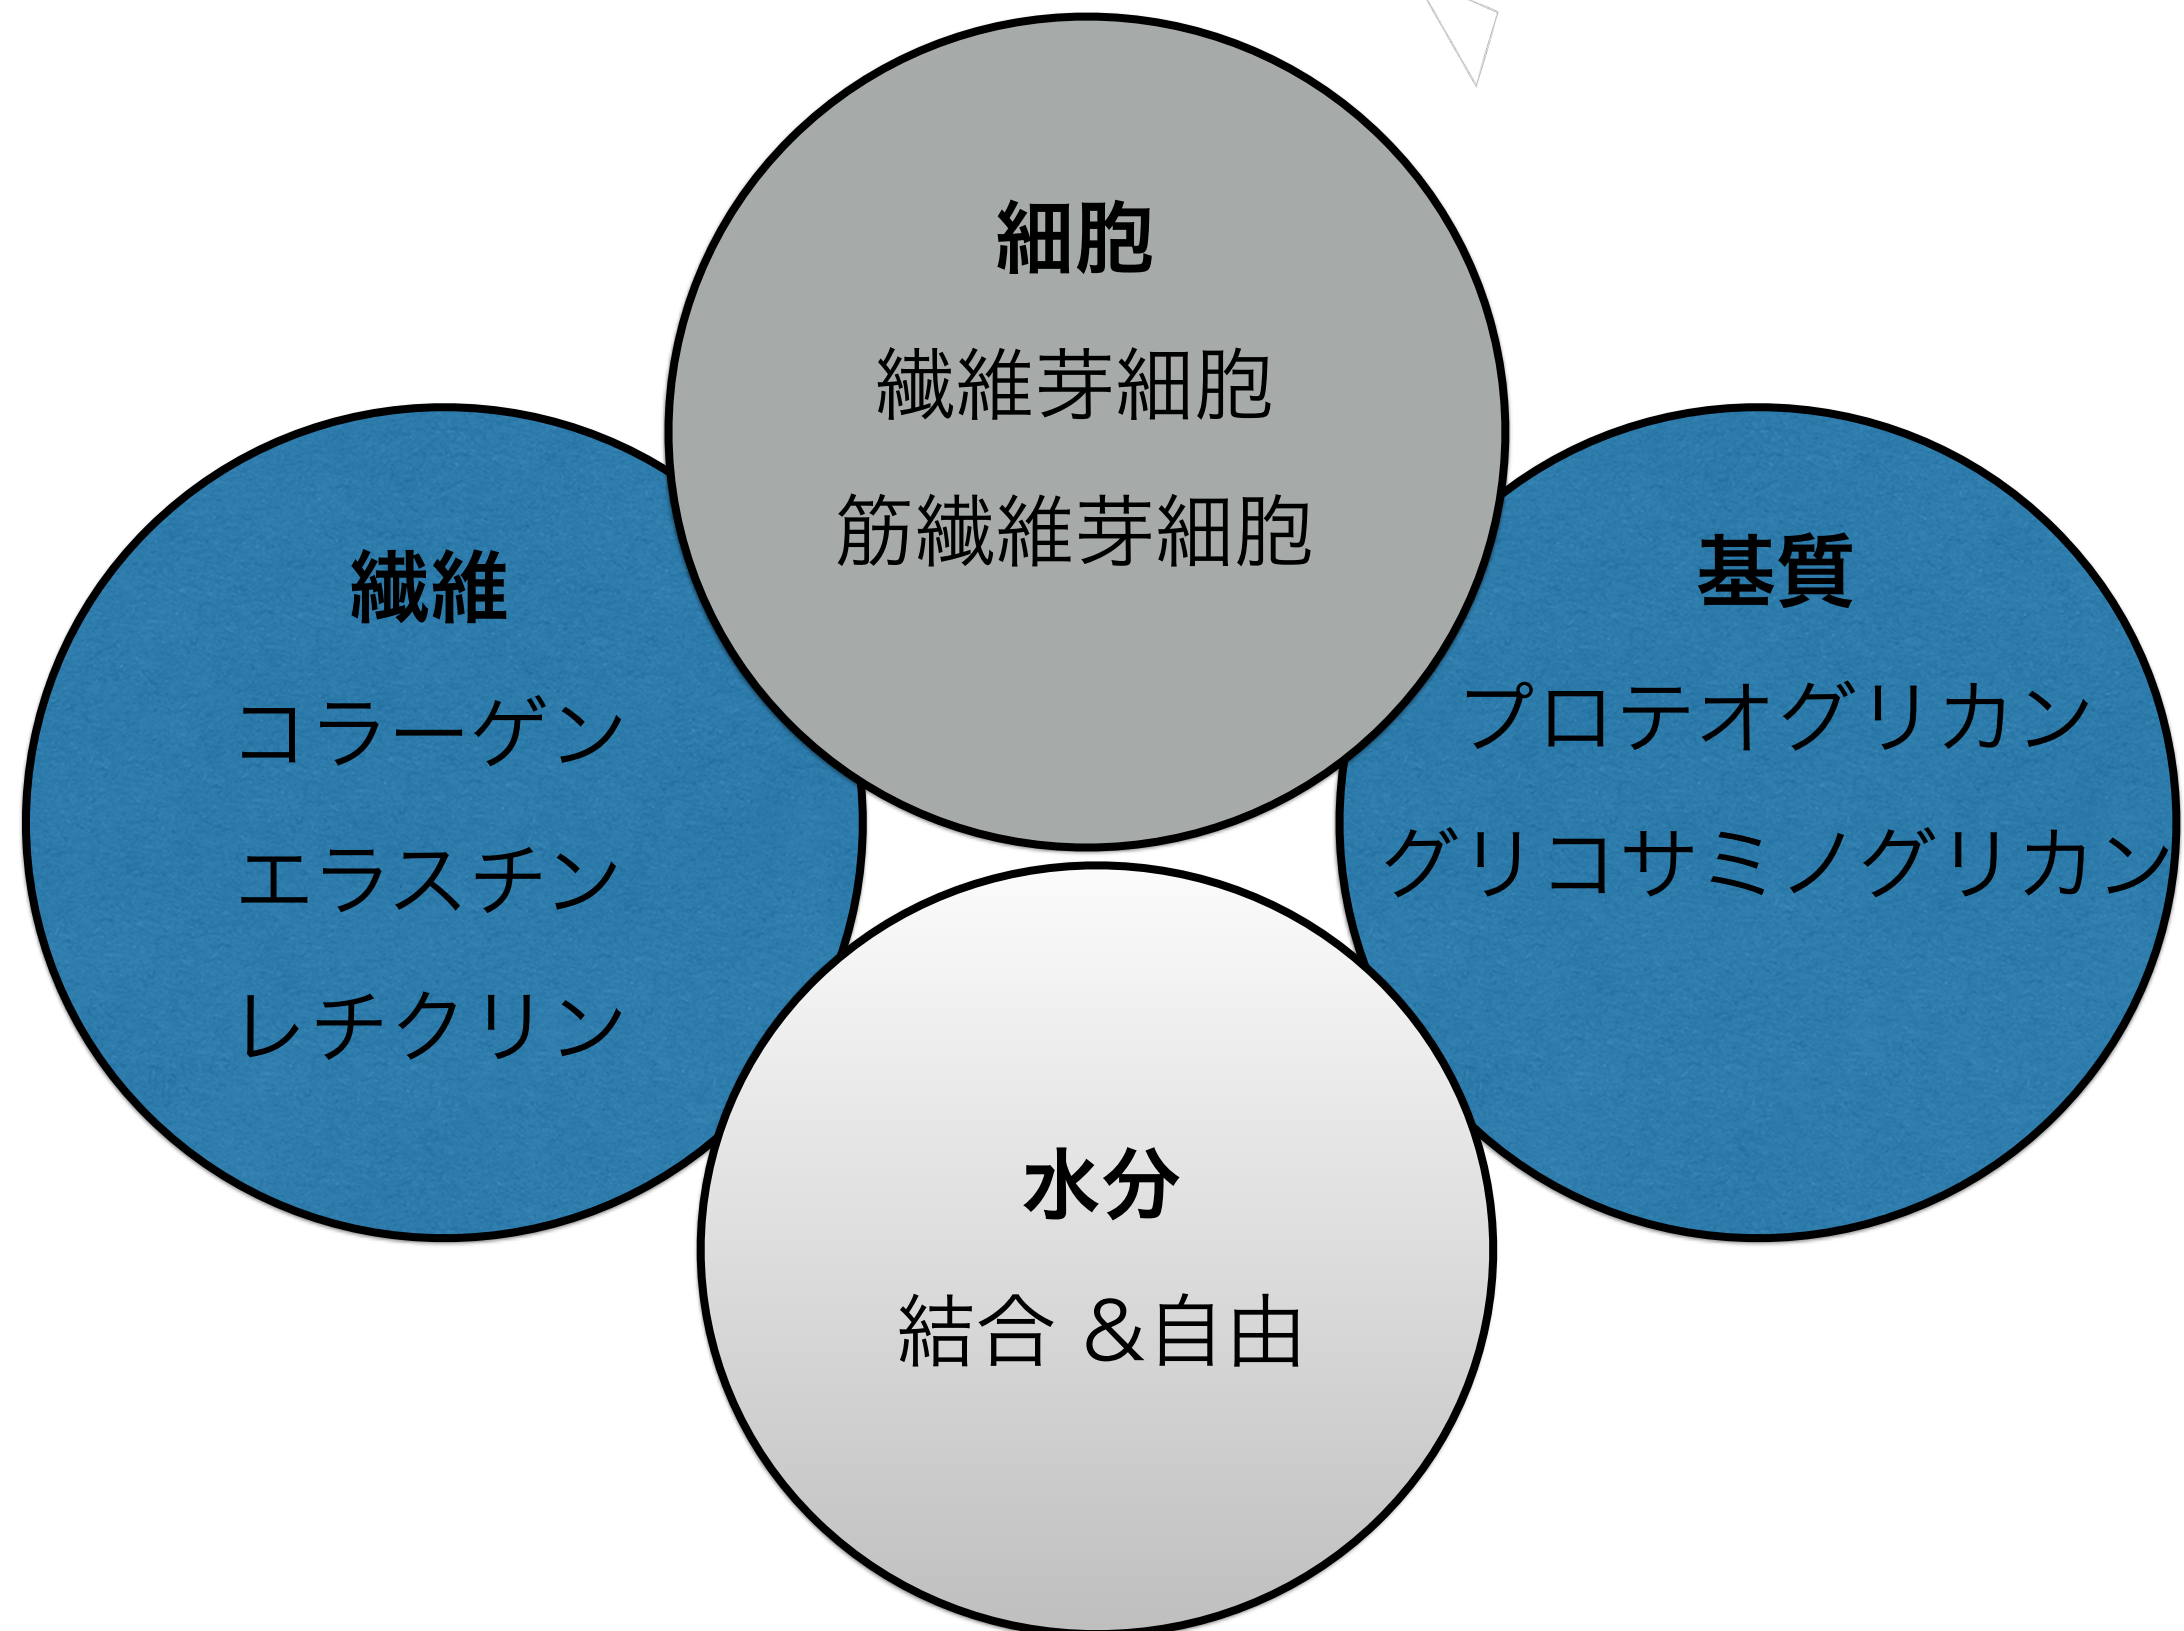 細胞
繊維芽細胞
筋繊維芽細胞
繊維
コラーゲン
エラスチン
レチクリン
基質
プロテオグリカン
グリコサミノグリカン
水分
結合 &自由